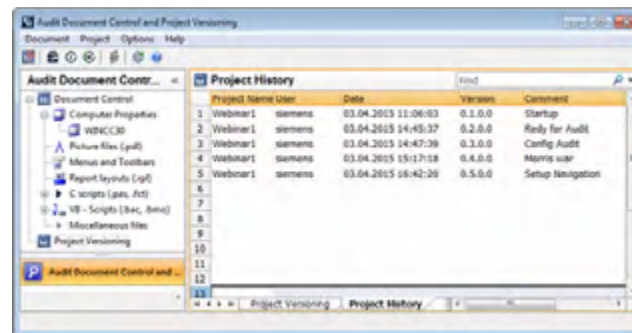 Audit Document Control and Project Versioning
Document Project Options Help
Audit Document Contr... «
Document Control
Computer Properties
WINCC30
Picture files (.pdl)
Menus and Toolbars
Report layouts (.rpl)
C scripts (.pas, .fct)
VB - Scripts (.bac, .bmo)
Miscellaneous files
Project Versioning
Audit Document Control and ...
Project History
Find
Project Name User Date Version Comment
1 Webinar1 siemens 03.04.2015 11:06:03 0.1.0.0 Startup
2 Webinar1 siemens 03.04.2015 14:45:37 0.2.0.0 Redy for Audit
3 Webinar1 siemens 03.04.2015 14:47:39 0.3.0.0 Config Audit
4 Webinar1 siemens 03.04.2015 15:17:18 0.4.0.0 Morris war
5 Webinar1 siemens 03.04.2015 16:42:20 0.5.0.0 Setup Navigation
6
7
8
9
10
11
12
13
Project Versioning Project History